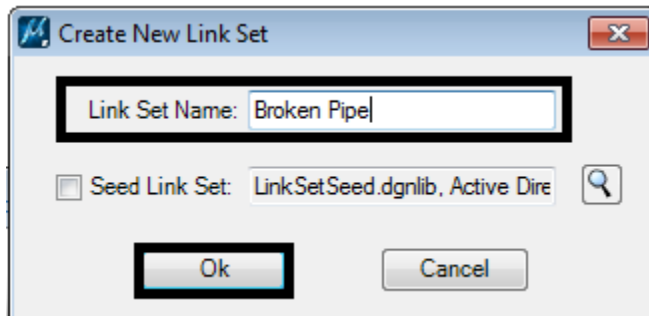 Create New Link Set
Link Set Name: Broken Pipe
Seed Link Set: LinkSetSeed.dgnlib, Active Dire
Ok Cancel